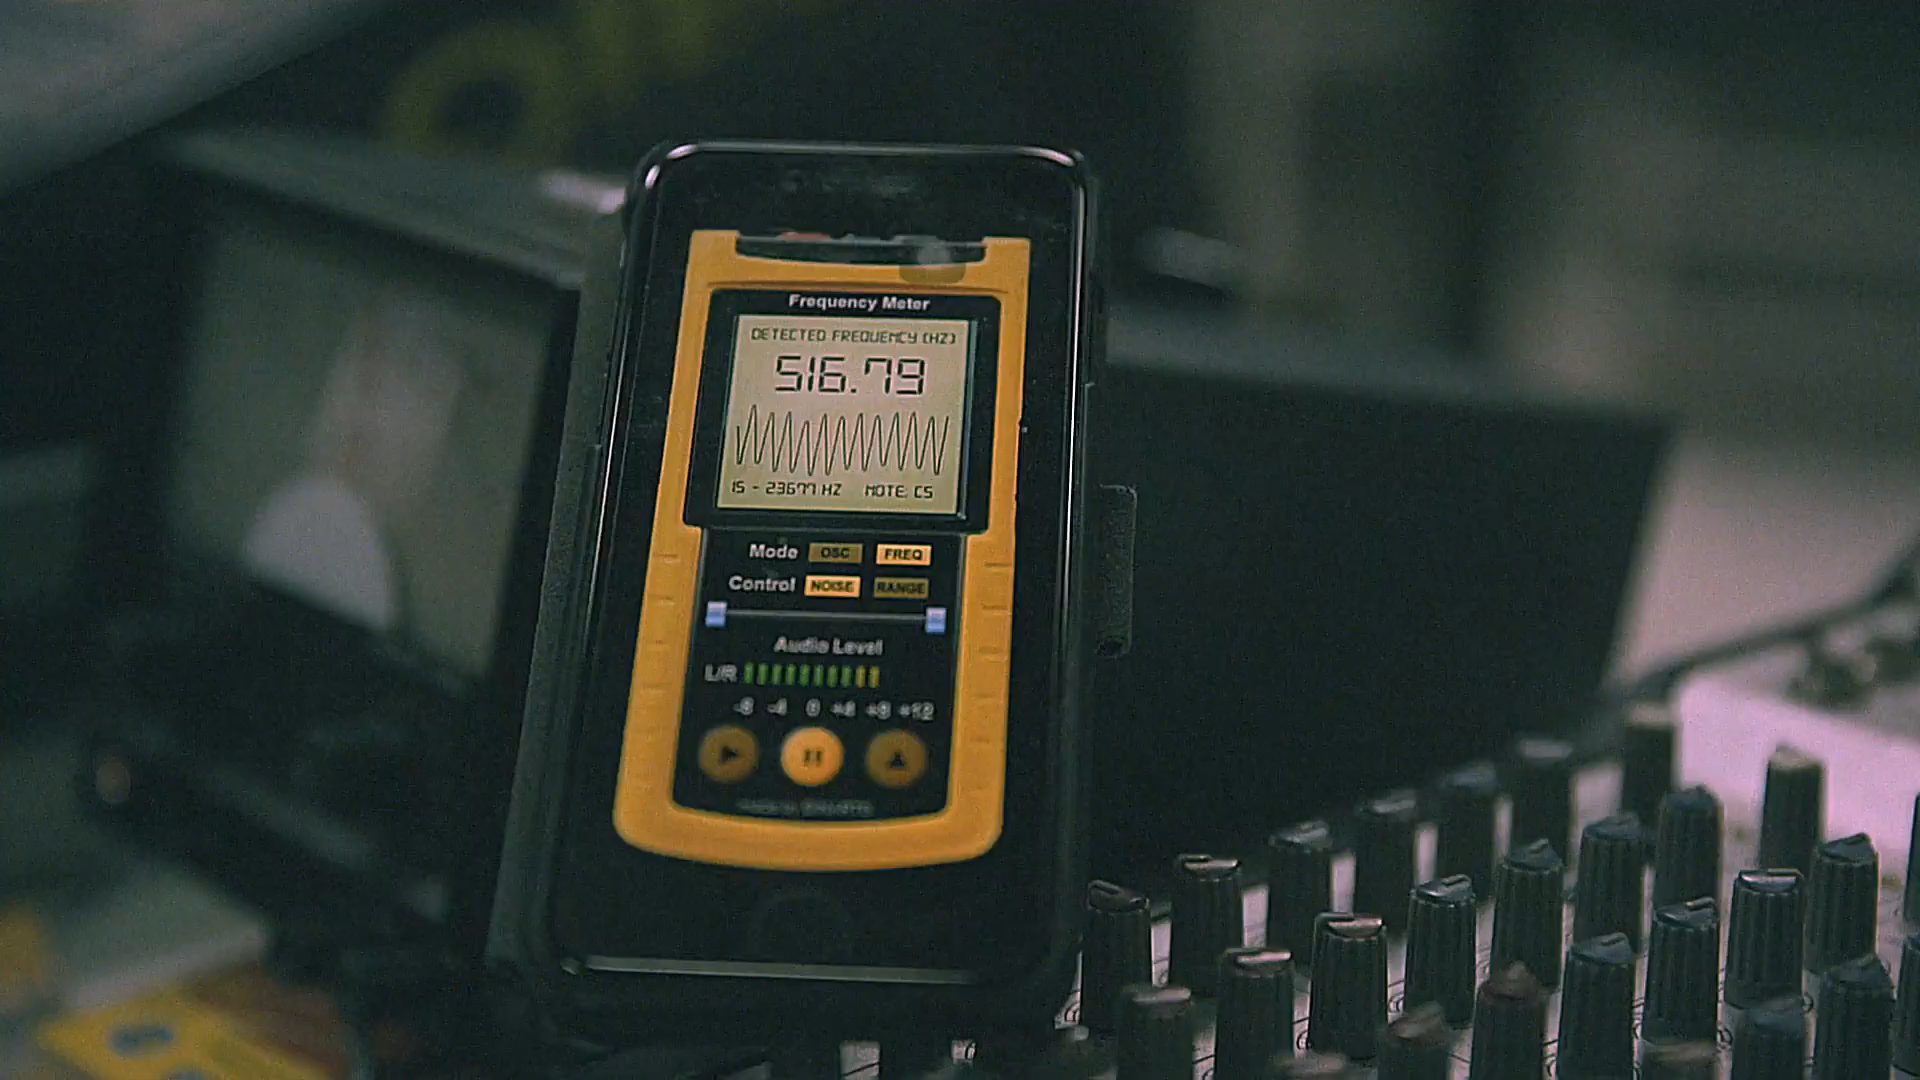 Frequency Meter
DETECTED FREQUENCY (HZ)
516.79
15 - 23677 HZ NOTE: C5
Mode OSC FREQ
Control NOISE RANGE
Audio Level
L/R
-8 -4 0 +4 +8 +12